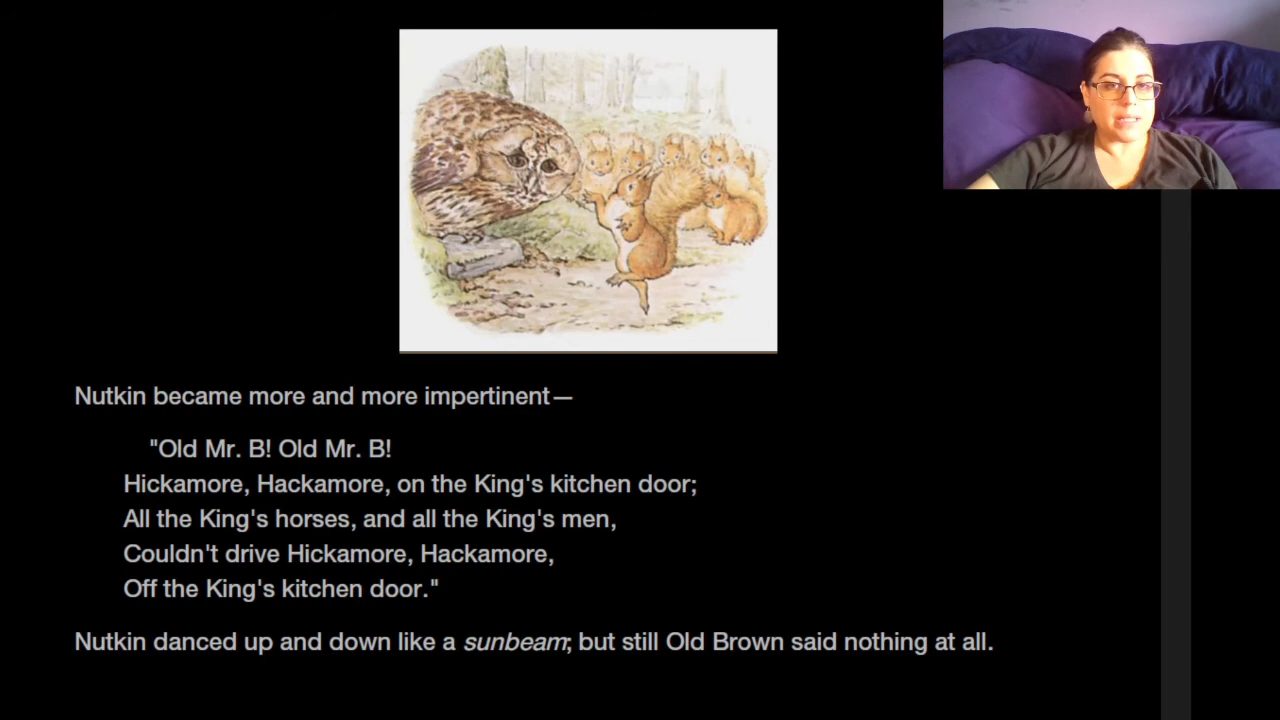 Nutkin became more and more impertinent—
"Old Mr. B! Old Mr. B!
Hickamore, Hackamore, on the King's kitchen door;
All the King's horses, and all the King's men,
Couldn't drive Hickamore, Hackamore,
Off the King's kitchen door."
Nutkin danced up and down like a sunbeam; but still Old Brown said nothing at all.